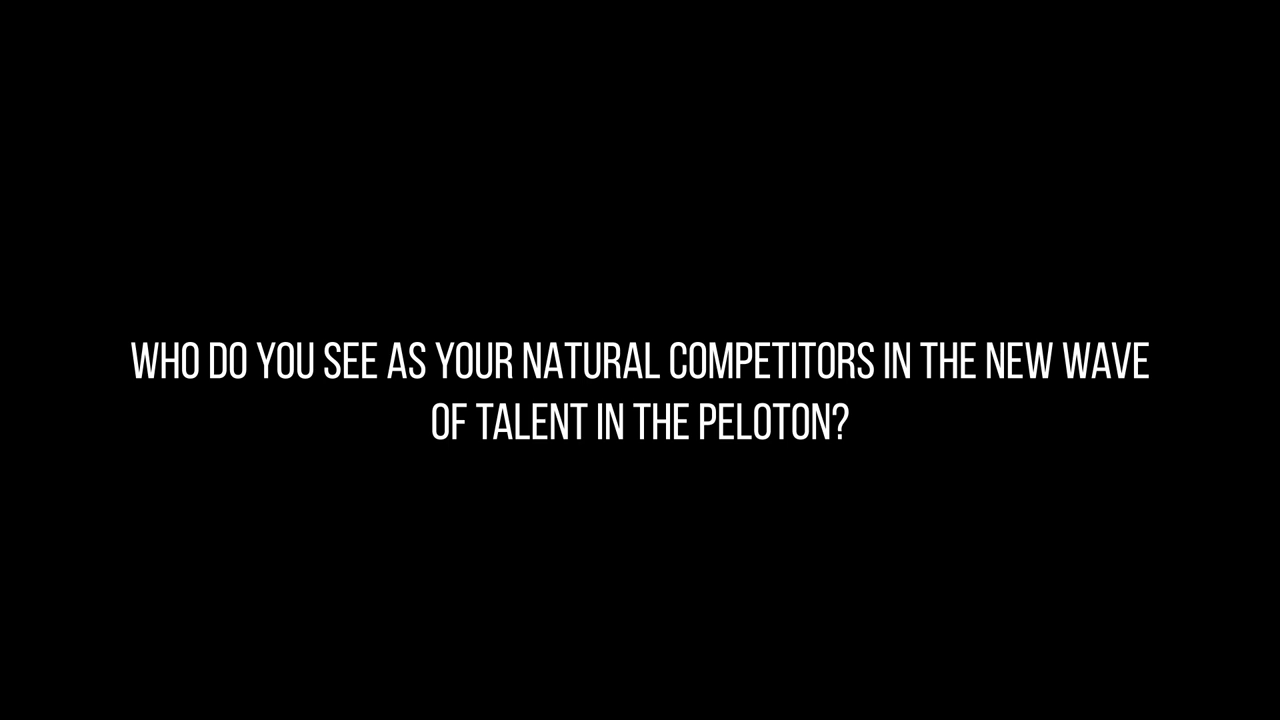 WHO DO YOU SEE AS YOUR NATURAL COMPETITORS IN THE NEW WAVE
OF TALENT IN THE PELOTON?